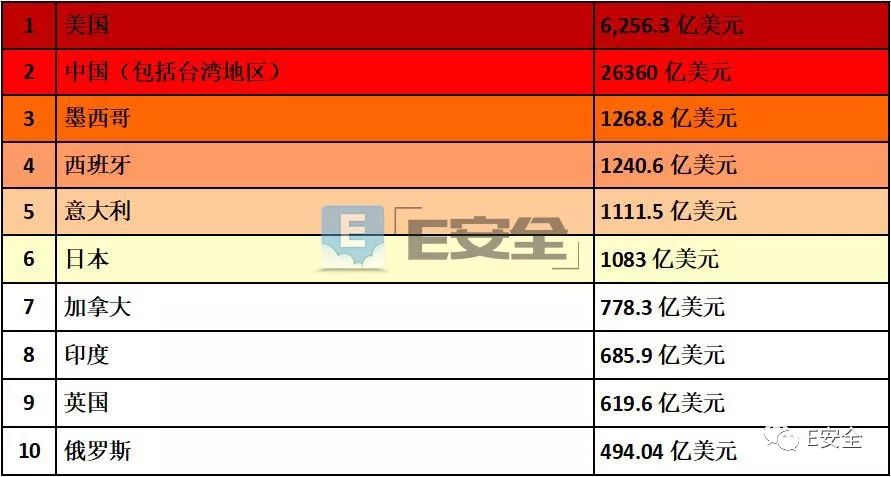 1 美国 6,256.3 亿美元
2 中国（包括台湾地区） 26360 亿美元
3 墨西哥 1268.8 亿美元
4 西班牙 1240.6 亿美元
5 意大利 1111.5 亿美元
E「E安全」
6 日本 1083 亿美元
7 加拿大 778.3 亿美元
8 印度 685.9 亿美元
9 英国 619.6 亿美元
10 俄罗斯 494.04 亿美元
E安全